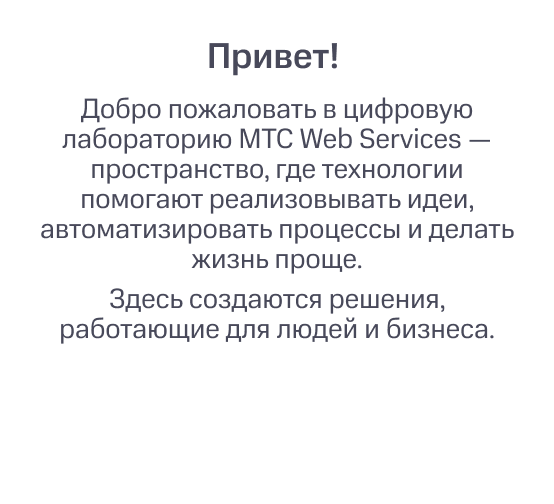 Привет!
Добро пожаловать в цифровую
лабораторию МТС Web Services —
пространство, где технологии
помогают реализовывать идеи,
автоматизировать процессы и делать
жизнь проще.
Здесь создаются решения,
работающие для людей и бизнеса.